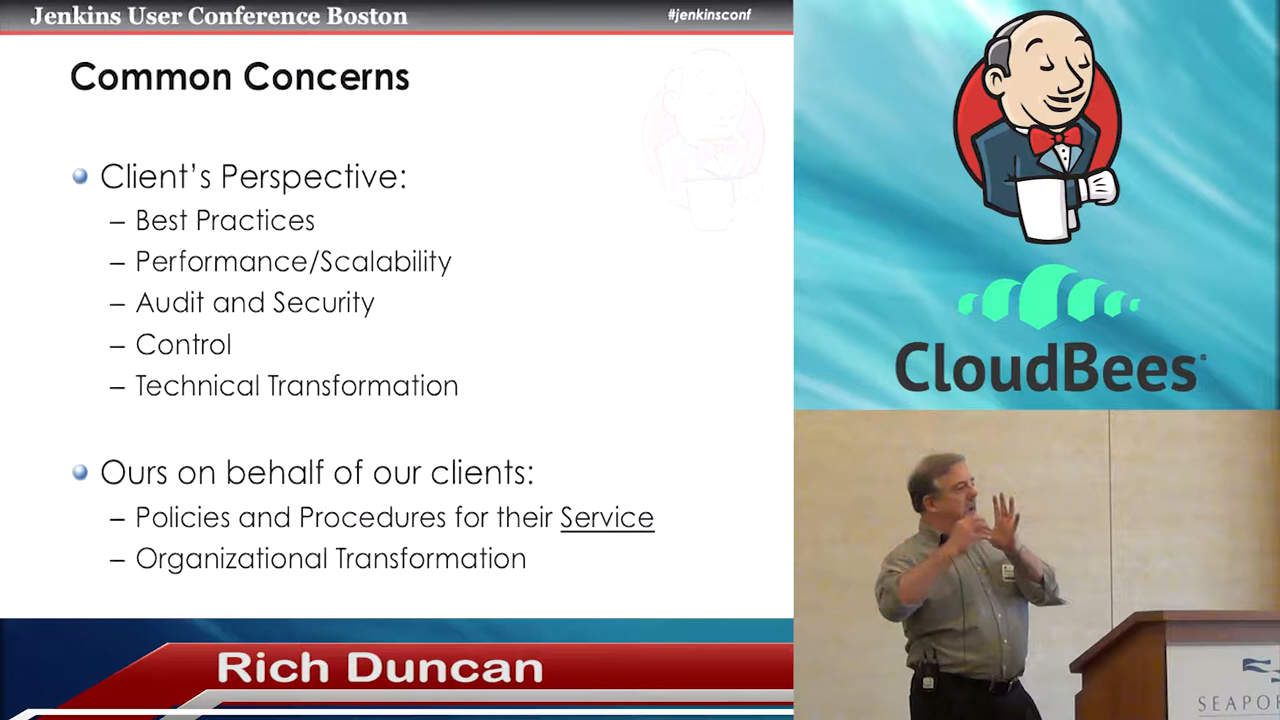 Jenkins User Conference Boston
#jenkinsconf
Common Concerns
Client's Perspective:
– Best Practices
– Performance/Scalability
– Audit and Security
– Control
– Technical Transformation
Ours on behalf of our clients:
– Policies and Procedures for their Service
– Organizational Transformation
Rich Duncan
CloudBees